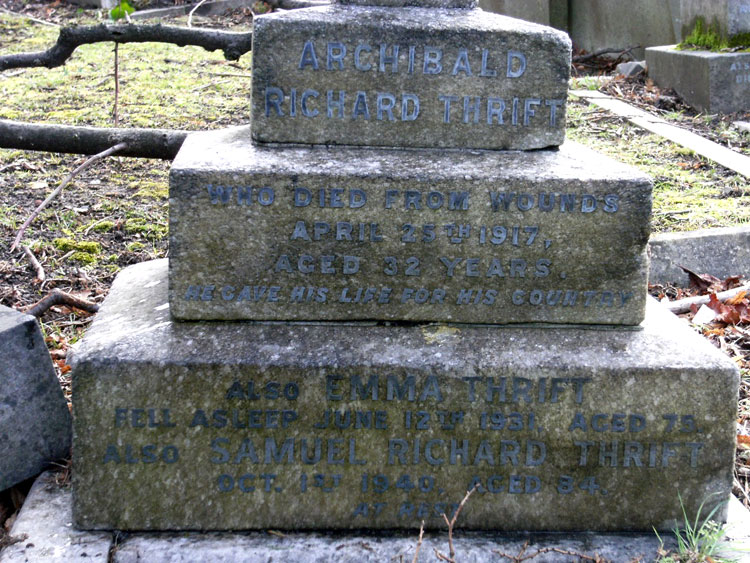 ARCHIBALD
RICHARD THRIFT
WHO DIED FROM WOUNDS
APRIL 25TH 1917,
AGED 32 YEARS.
HE GAVE HIS LIFE FOR HIS COUNTRY
ALSO EMMA THRIFT
FELL ASLEEP JUNE 12TH 1931. AGED 73.
ALSO SAMUEL RICHARD THRIFT
OCT. 1ST 1940, AGED 84.
AT REST